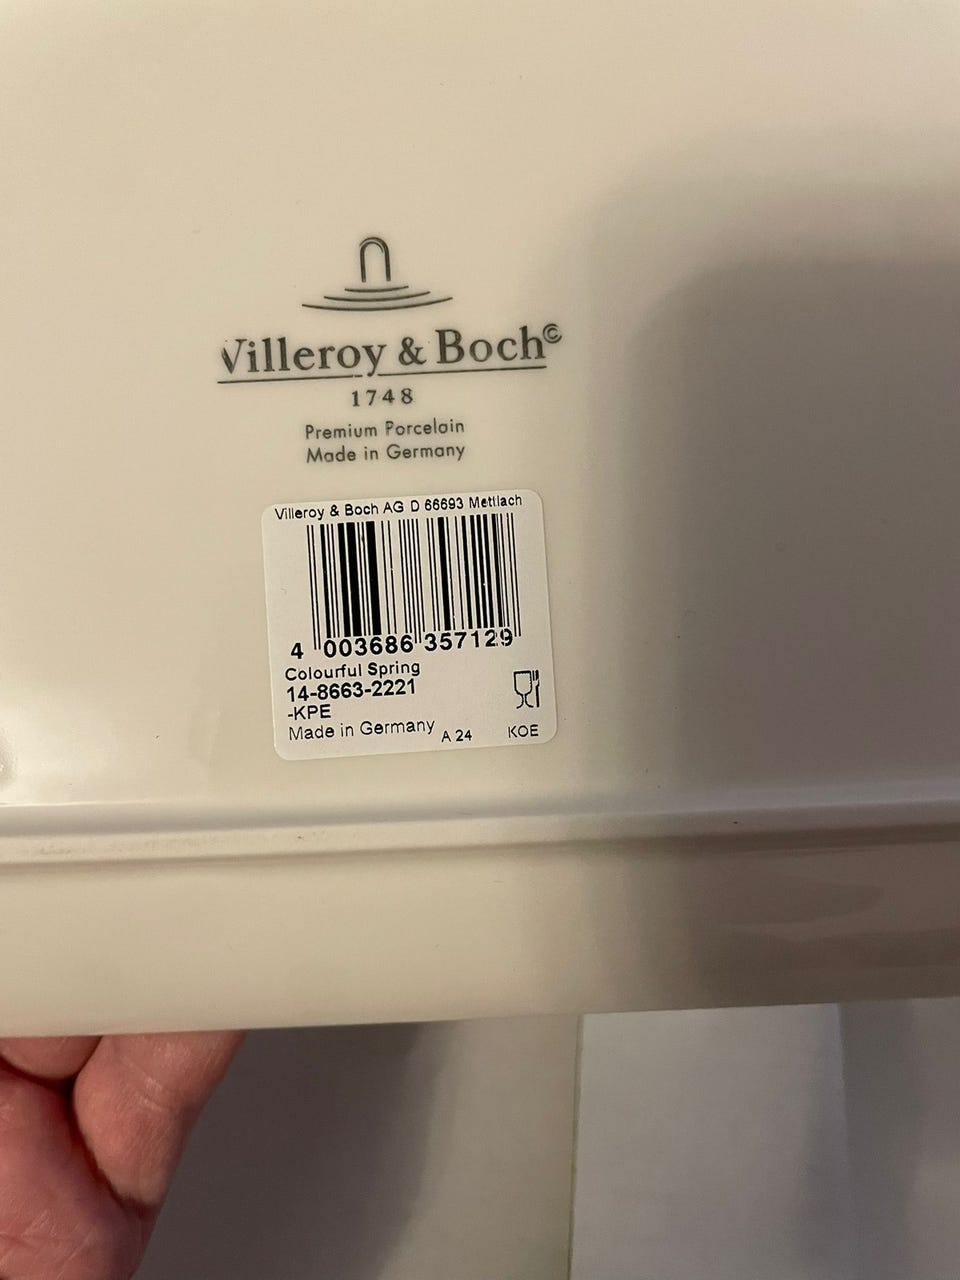 Villeroy & Boch©
1748
Premium Porcelain
Made in Germany
Villeroy & Boch AG D 66693 Mettlach
4 003686 357129
Colourful Spring
14-8663-2221
-KPE
Made in Germany A 24 KOE